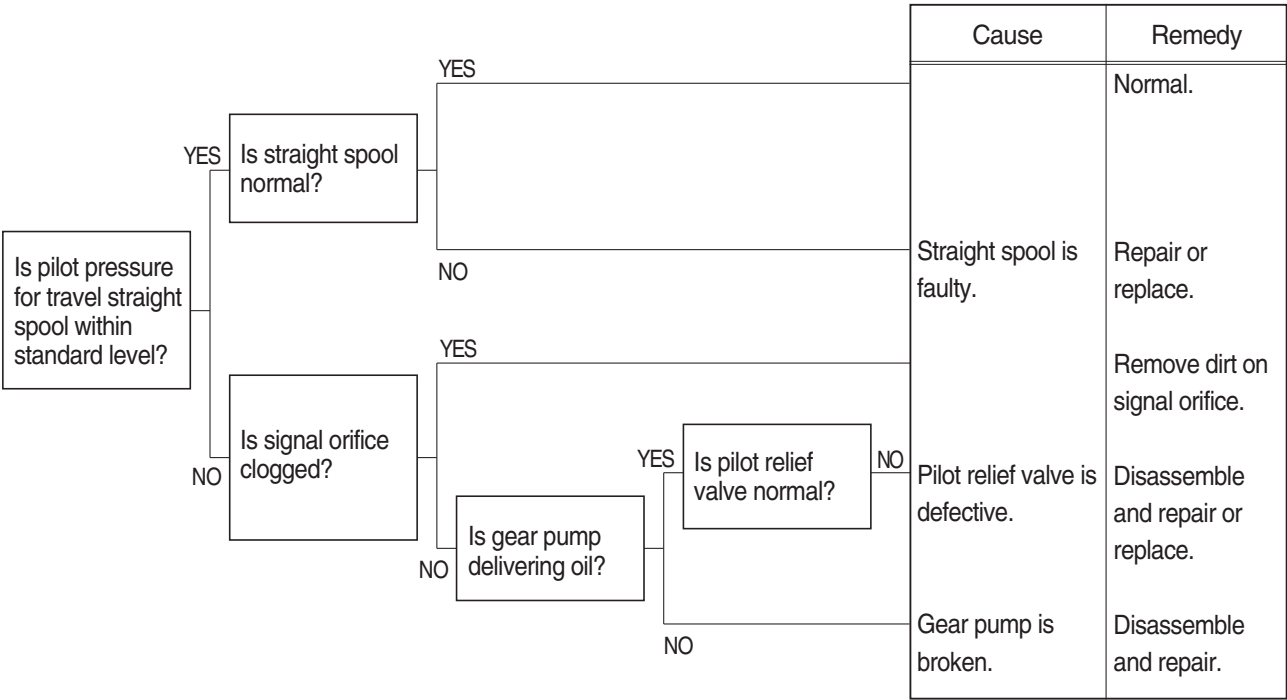 Cause
Remedy
YES
Normal.
YES
Is straight spool
normal?
NO
Straight spool is
faulty.
Repair or
replace.
Is pilot pressure
for travel straight
spool within
standard level?
YES
Remove dirt on
signal orifice.
NO
Is signal orifice
clogged?
YES
Is pilot relief
valve normal?
NO
Pilot relief valve is
defective.
Disassemble
and repair or
replace.
NO
Is gear pump
delivering oil?
NO
Gear pump is
broken.
Disassemble
and repair.